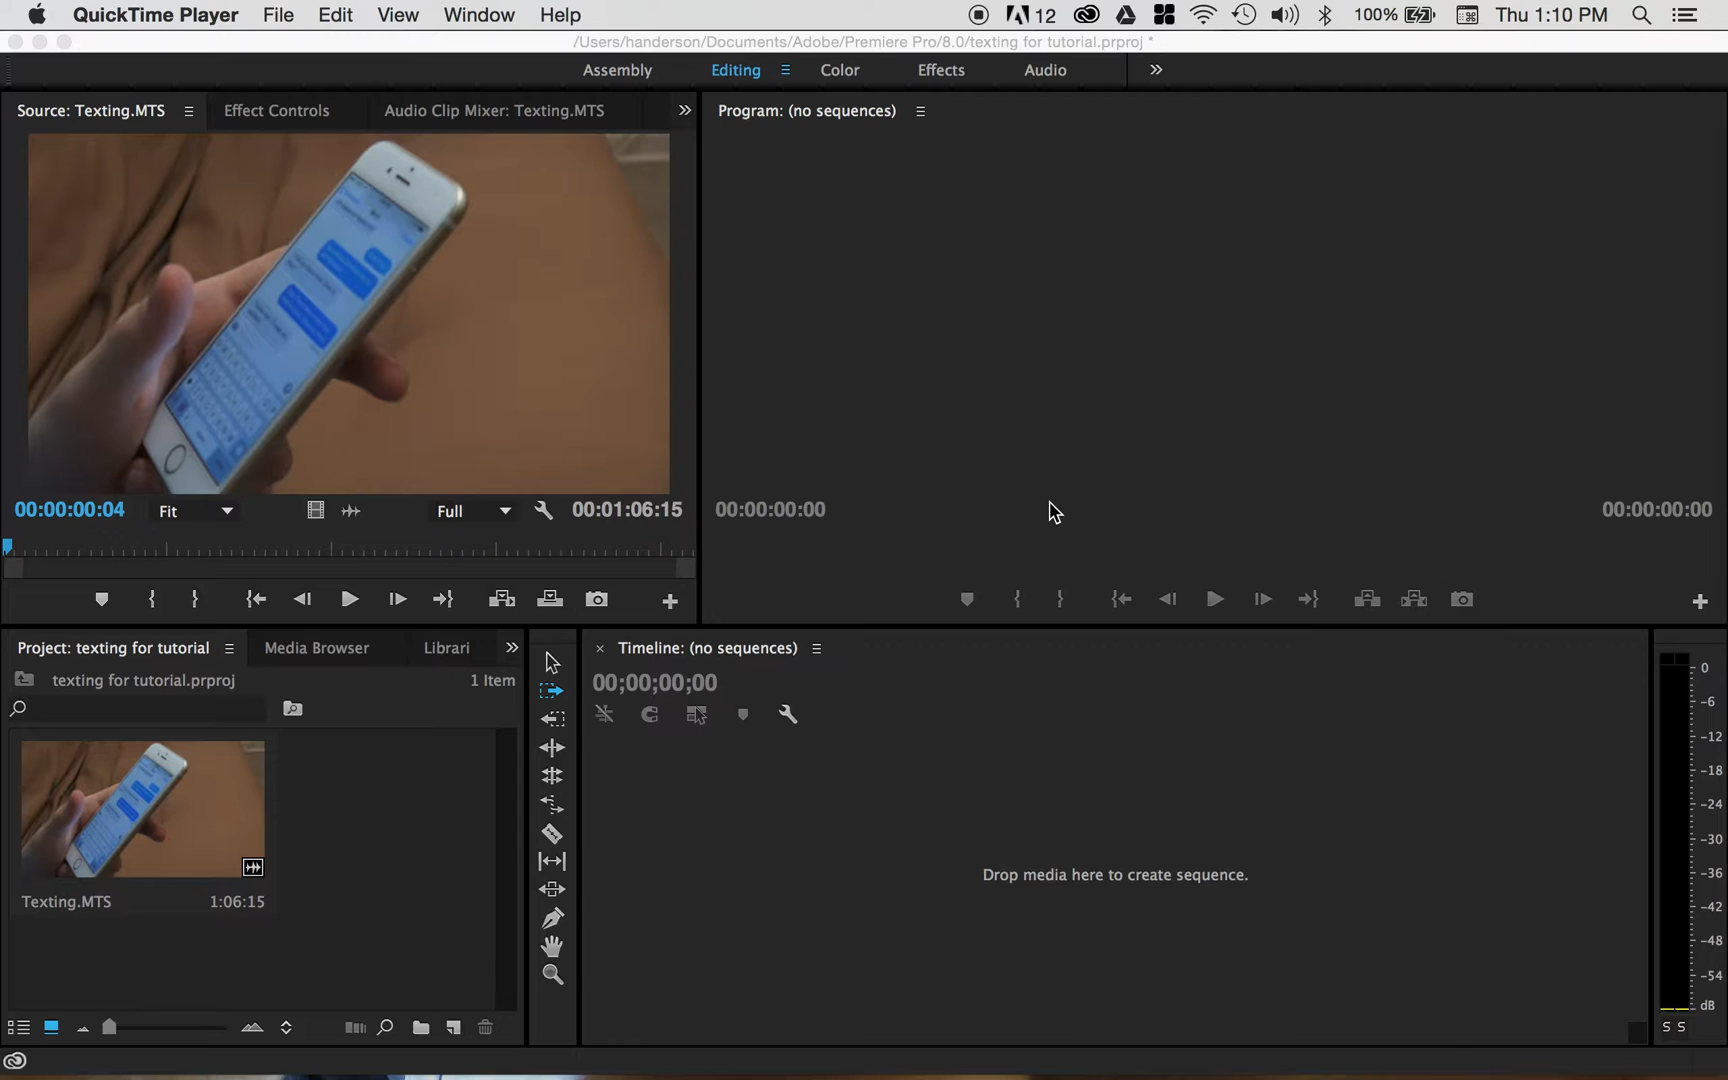 QuickTime Player File Edit View Window Help 12 100% Thu 1:10 PM
/Users/handerson/Documents/Adobe/Premiere Pro/8.0/texting for tutorial.prproj *
Assembly Editing Color Effects Audio
Source: Texting.MTS Effect Controls Audio Clip Mixer: Texting.MTS
Program: (no sequences)
00:00:00:04 Fit Full 00:01:06:15
00:00:00:00 00:00:00:00
Project: texting for tutorial Media Browser Librari
texting for tutorial.prproj 1 Item
Texting.MTS 1:06:15
Timeline: (no sequences)
00;00;00;00
Drop media here to create sequence.
0
-6
-12
-18
-24
-30
-36
-42
-48
-54
dB
S S